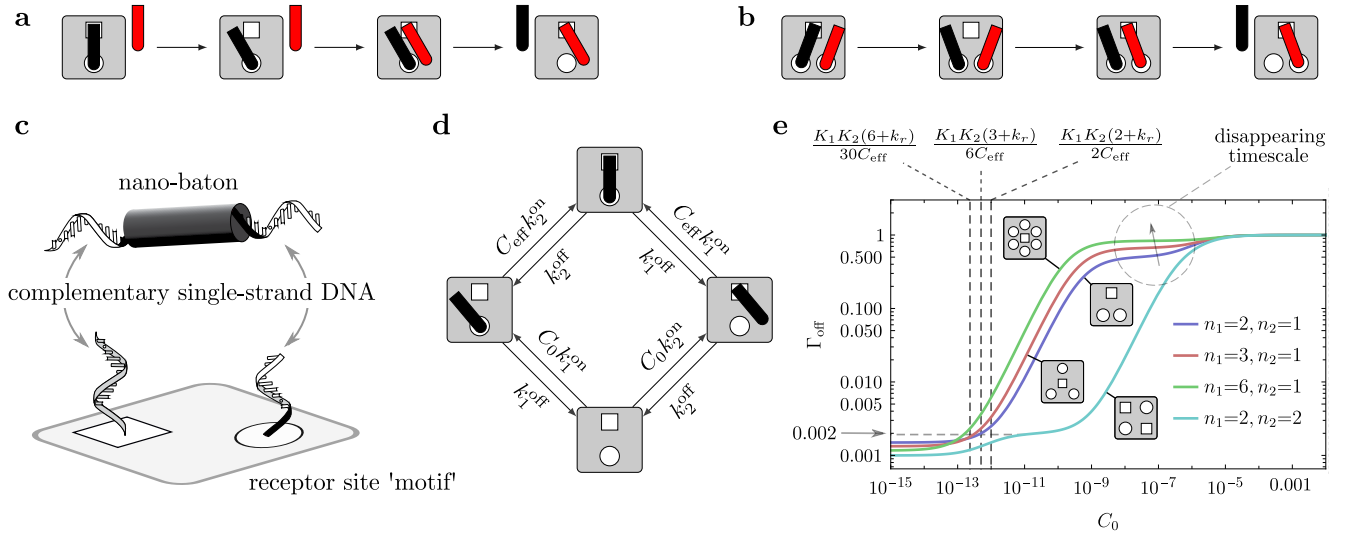 a
b
c
nano-baton
complementary single-strand DNA
receptor site 'motif'
d
C_eff k_2^on
k_2^off
C_eff k_1^on
k_1^off
C_0 k_1^on
k_1^off
C_0 k_2^on
k_2^off
e
K_1K_2(6+k_r)/30C_eff
K_1K_2(3+k_r)/6C_eff
K_1K_2(2+k_r)/2C_eff
disappearing
timescale
1
0.500
0.100
0.050
0.010
0.005
0.002
0.001
Γ_off
n_1=2, n_2=1
n_1=3, n_2=1
n_1=6, n_2=1
n_1=2, n_2=2
10^-15 10^-13 10^-11 10^-9 10^-7 10^-5 0.001
C_0